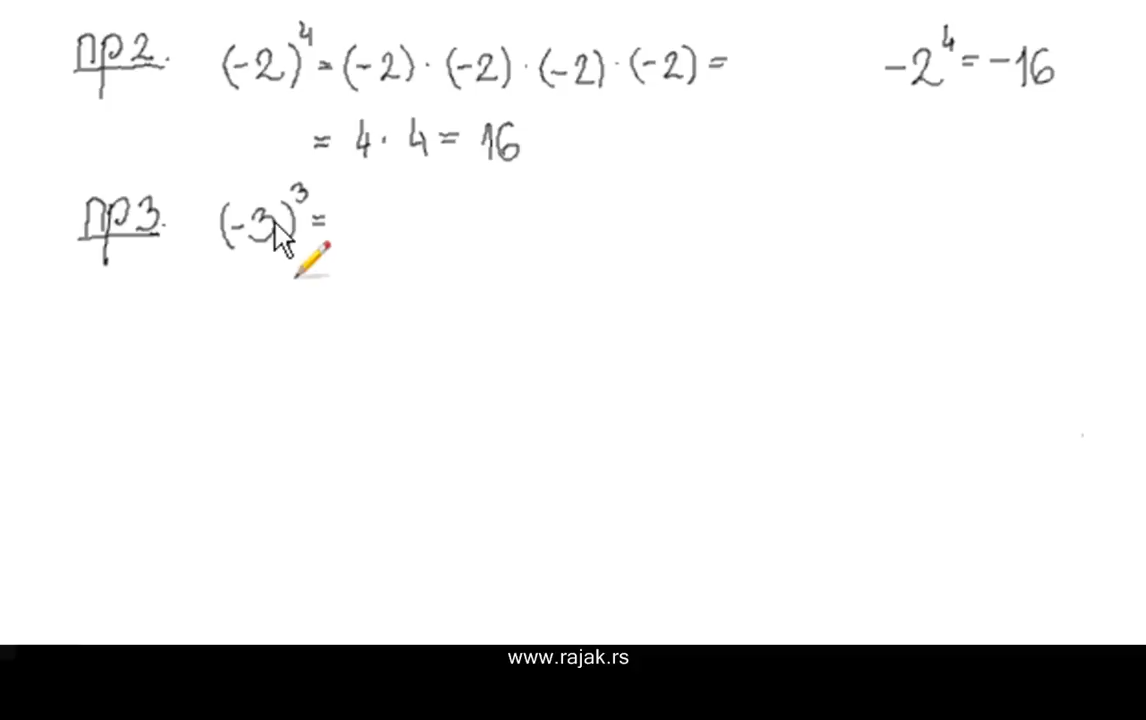 Пр2. (-2)⁴ = (-2) · (-2) · (-2) · (-2) = -2⁴ = -16
= 4 · 4 = 16
Пр3. (-3)³ =
www.rajak.rs